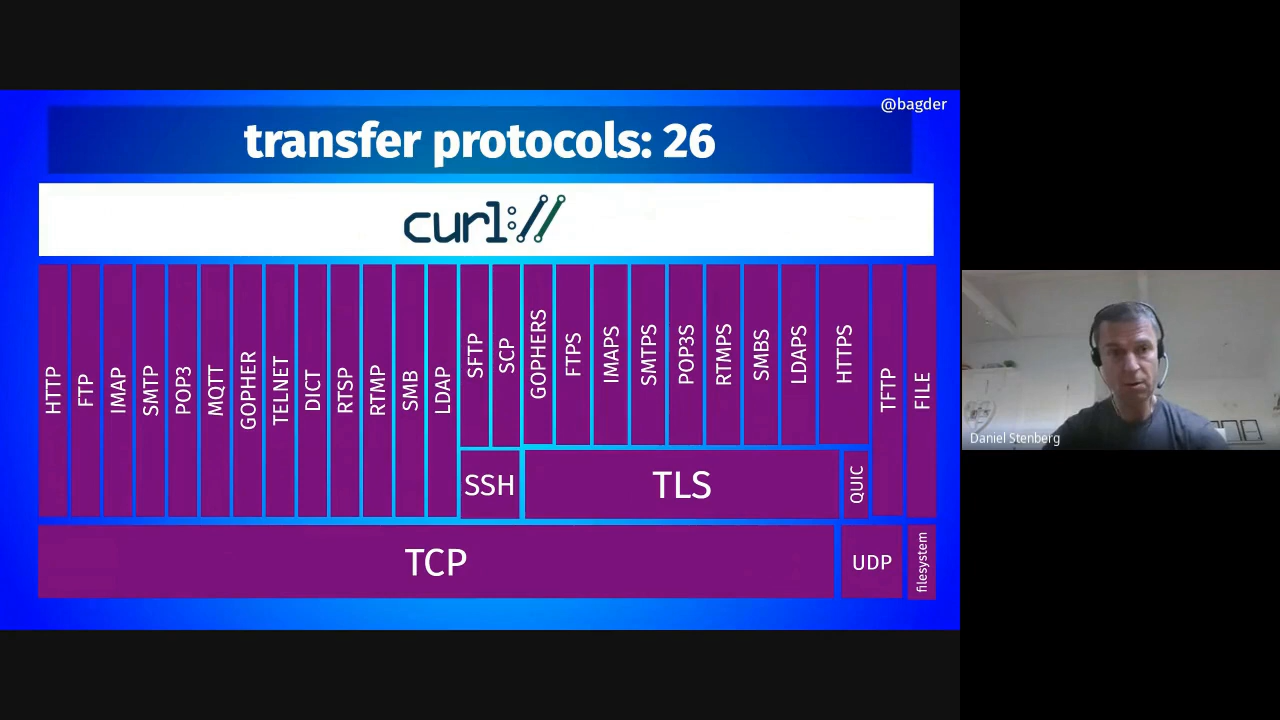 @bagder
transfer protocols: 26
curl://
HTTP
FTP
IMAP
SMTP
POP3
MQTT
GOPHER
TELNET
DICT
RTSP
RTMP
SMB
LDAP
SFTP
SCP
GOPHERS
FTPS
IMAPS
SMTPS
POP3S
RTMPS
SMBS
LDAPS
HTTPS
TFTP
FILE
SSH
TLS
QUIC
TCP
UDP
filesystem
Daniel Stenberg